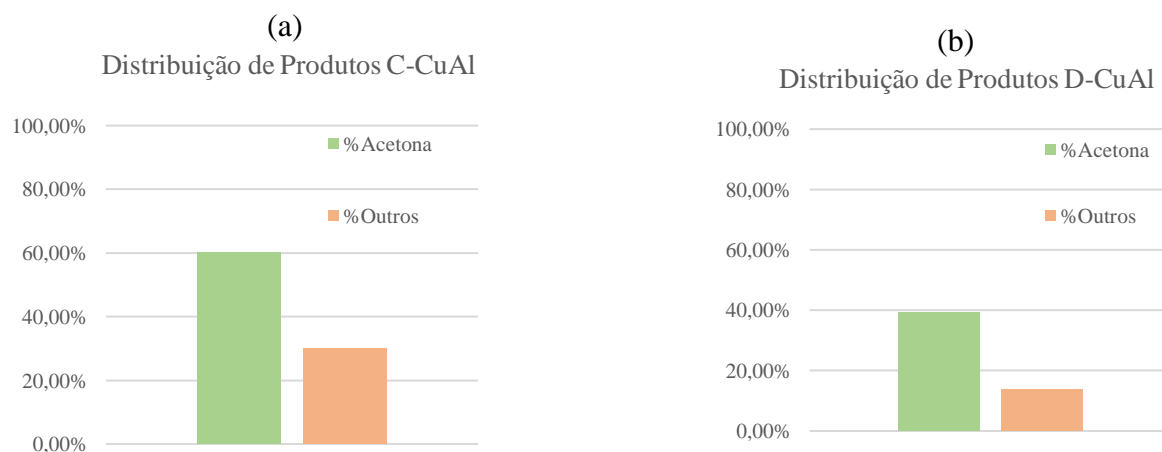 (a)
Distribuição de Produtos C-CuAl
100,00%
80,00%
60,00%
40,00%
20,00%
0,00%
%Acetona
%Outros
(b)
Distribuição de Produtos D-CuAl
100,00%
80,00%
60,00%
40,00%
20,00%
0,00%
%Acetona
%Outros